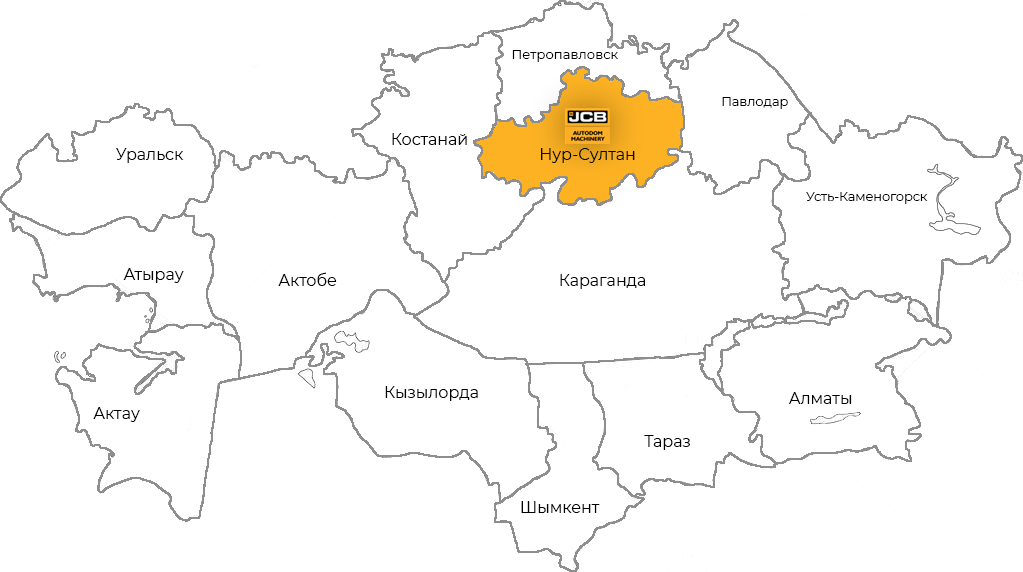 Петропавловск
Павлодар
JCB
AUTODOM
MACHINERY
Костанай
Нур-Султан
Уральск
Усть-Каменогорск
Атырау
Актобе
Караганда
Кызылорда
Алматы
Актау
Тараз
Шымкент